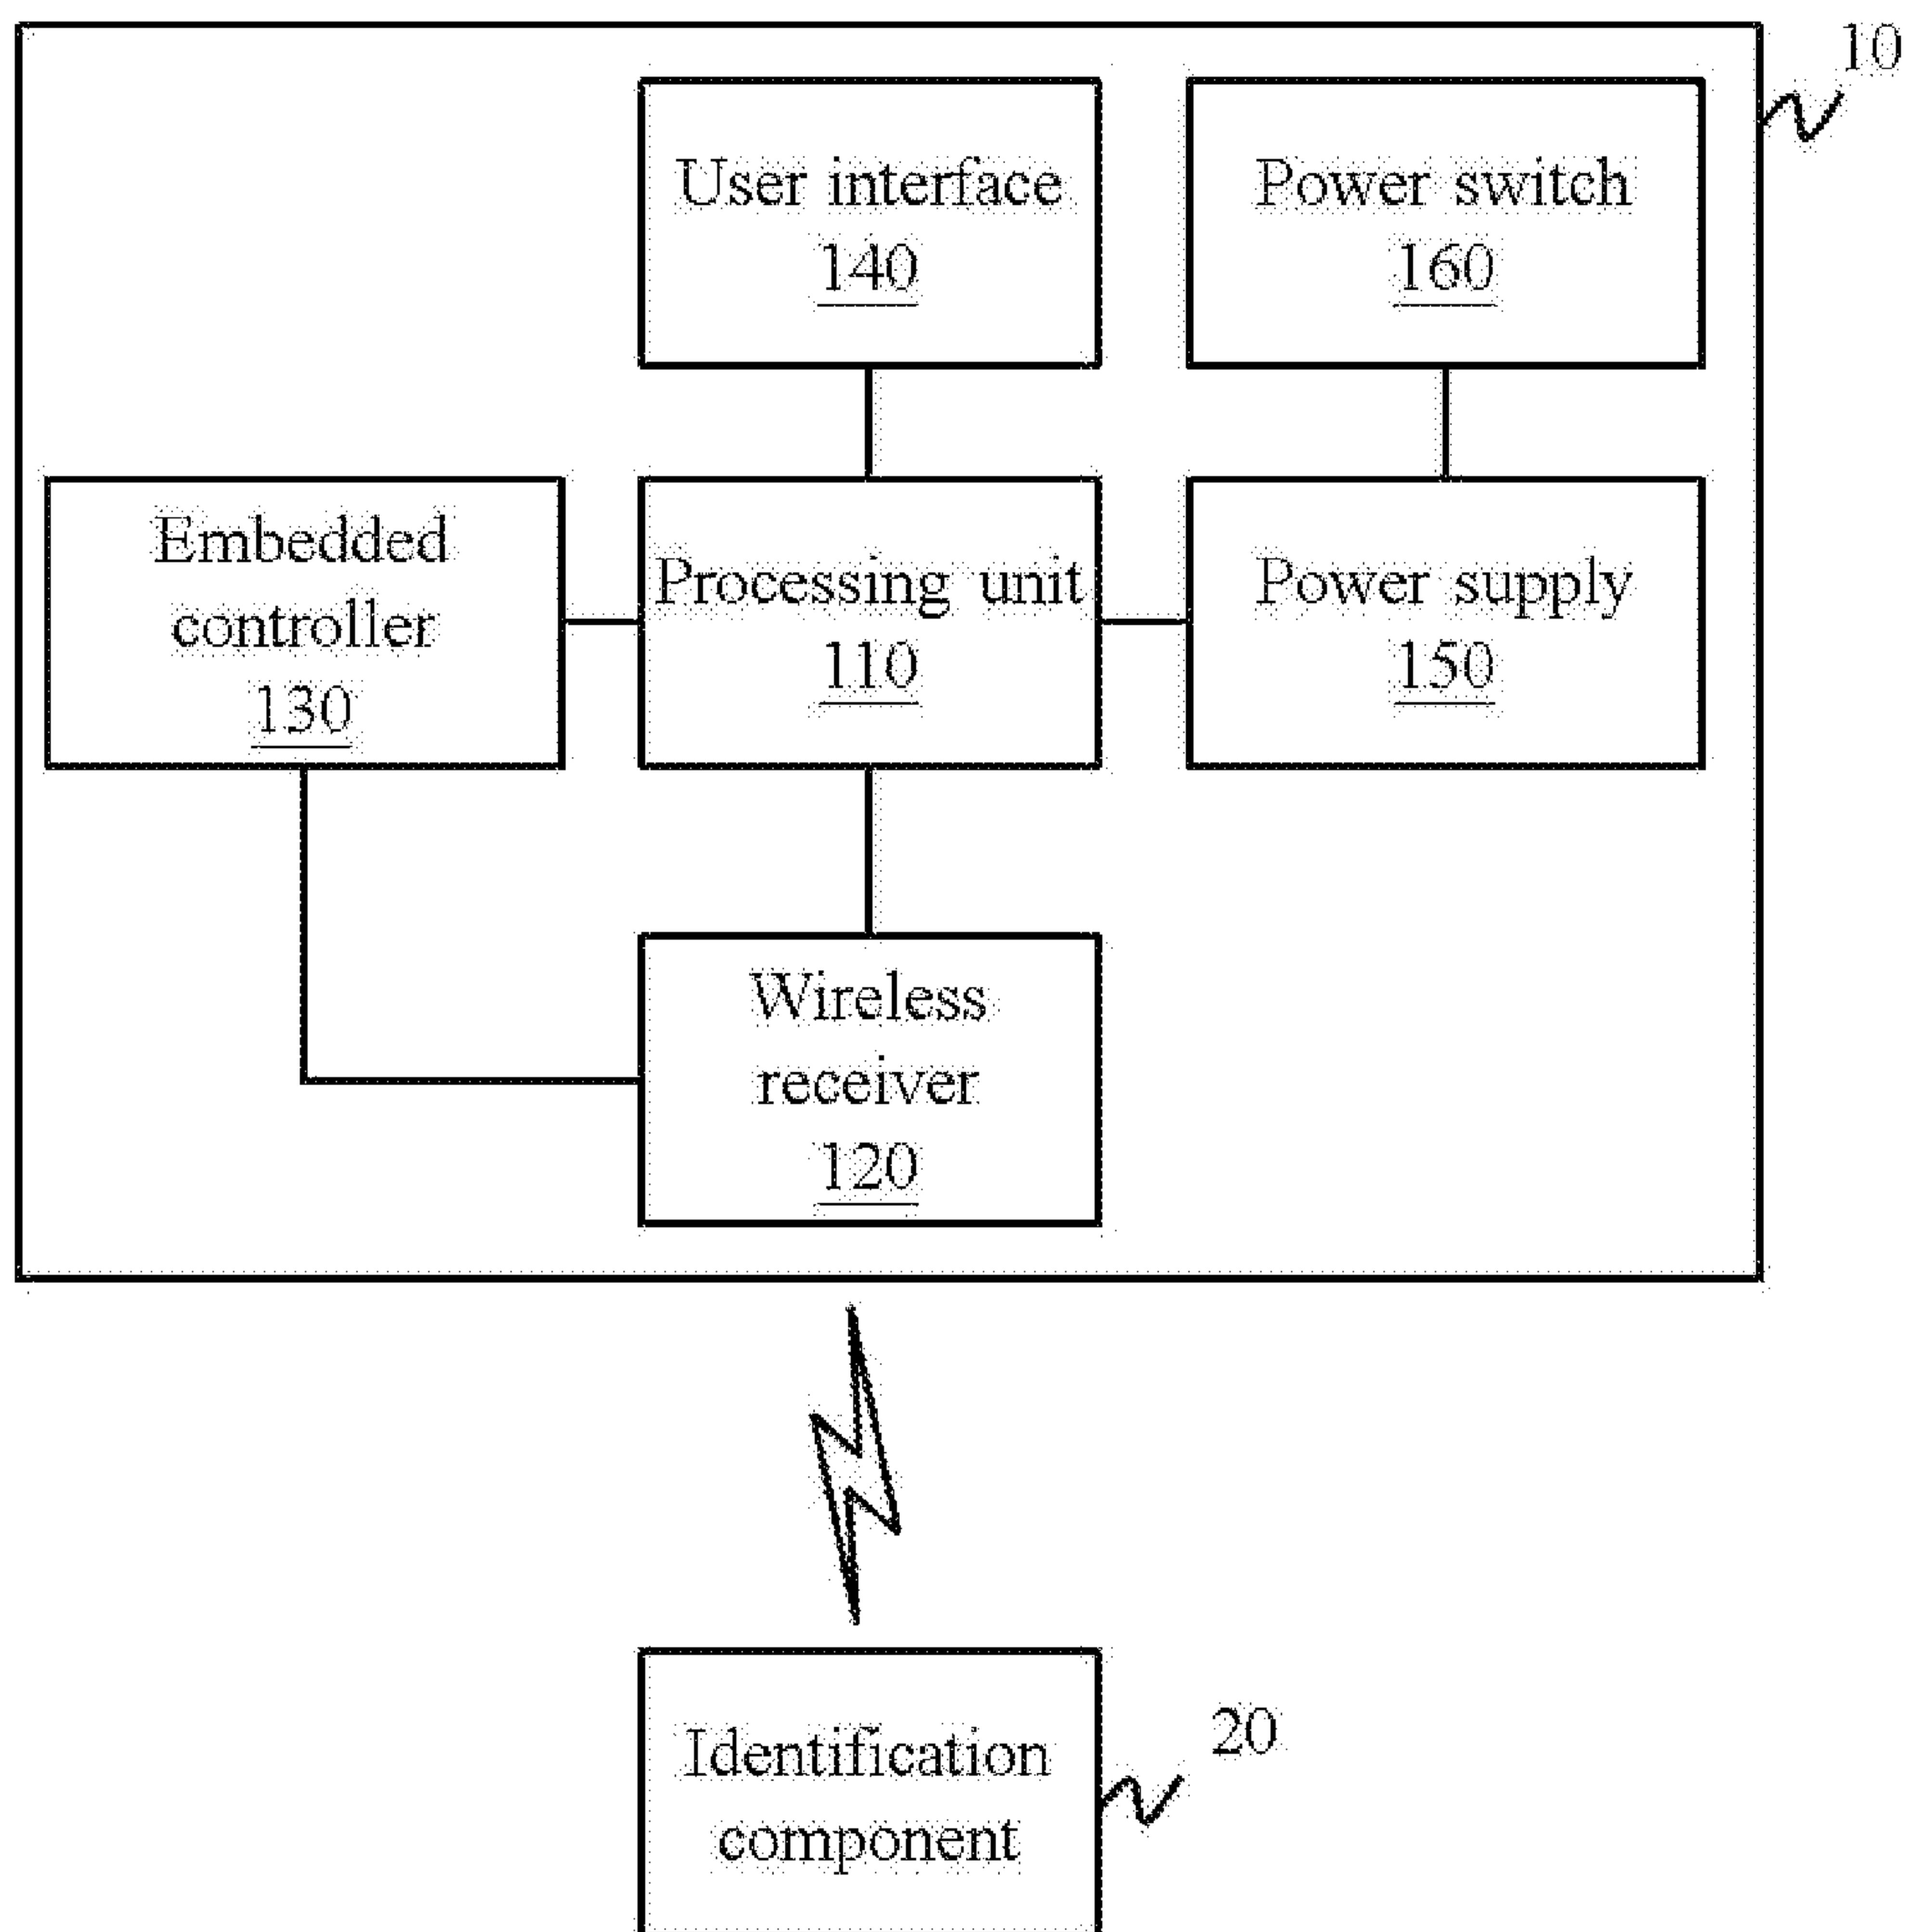 10
User interface
140
Power switch
160
Embedded
controller
130
Processing unit
110
Power supply
150
Wireless
receiver
120
20
Identification
component